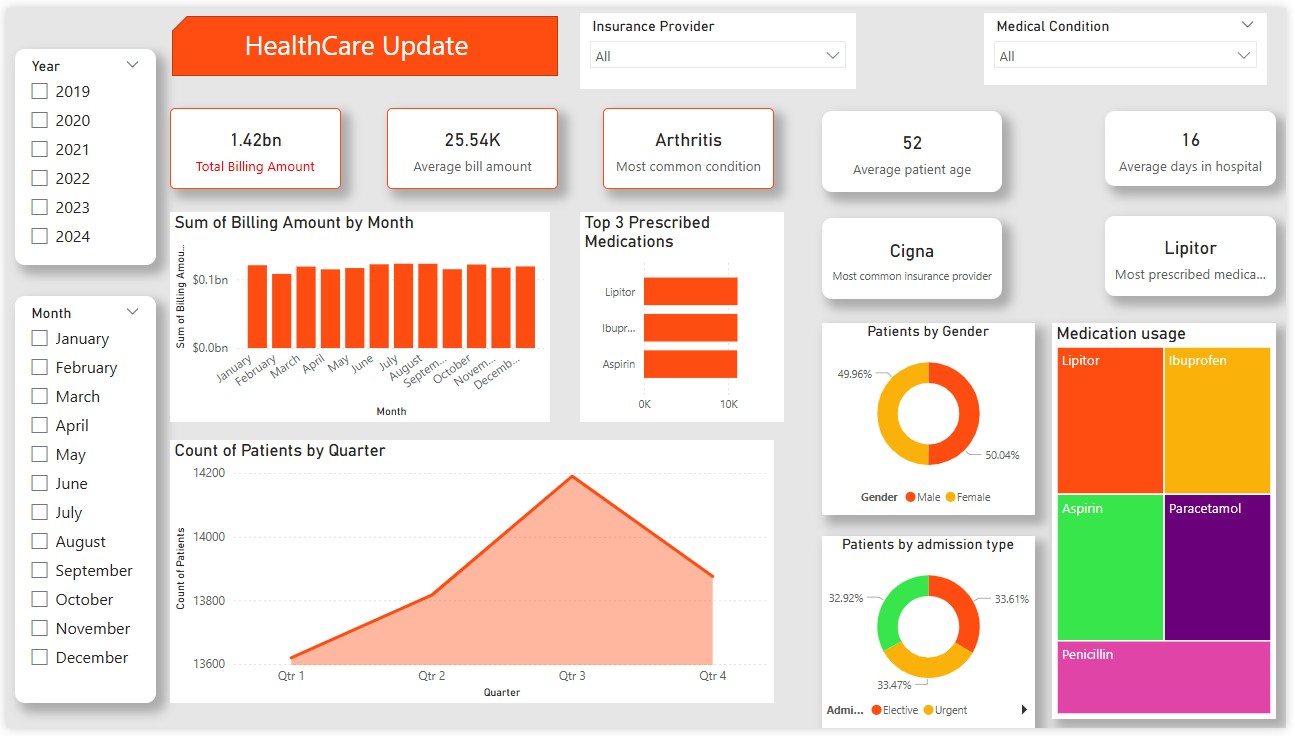 HealthCare Update
Insurance Provider
All
Medical Condition
All
Year
2019
2020
2021
2022
2023
2024
Month
January
February
March
April
May
June
July
August
September
October
November
December
1.42bn
Total Billing Amount
25.54K
Average bill amount
Arthritis
Most common condition
52
Average patient age
16
Average days in hospital
Cigna
Most common insurance provider
Lipitor
Most prescribed medica...
Sum of Billing Amount by Month
Sum of Billing Amou...
$0.1bn
$0.0bn
January
February
March
April
May
June
July
August
Septem...
October
Novem...
Decemb...
Month
Top 3 Prescribed
Medications
Lipitor
Ibupr...
Aspirin
0K
10K
Count of Patients by Quarter
Count of Patients
14200
14000
13800
13600
Qtr 1
Qtr 2
Qtr 3
Qtr 4
Quarter
Patients by Gender
49.96%
50.04%
Gender Male Female
Patients by admission type
32.92%
33.61%
33.47%
Admi... Elective Urgent
Medication usage
Lipitor
Ibuprofen
Aspirin
Paracetamol
Penicillin